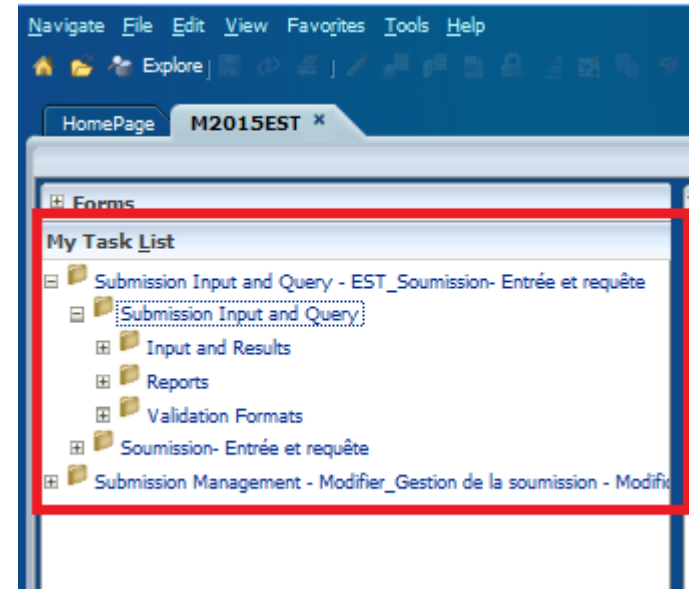 Navigate File Edit View Favorites Tools Help
Explore
HomePage M2015EST ×
Forms
My Task List
Submission Input and Query - EST_Soumission- Entrée et requête
Submission Input and Query
Input and Results
Reports
Validation Formats
Soumission- Entrée et requête
Submission Management - Modifier_Gestion de la soumission - Modific